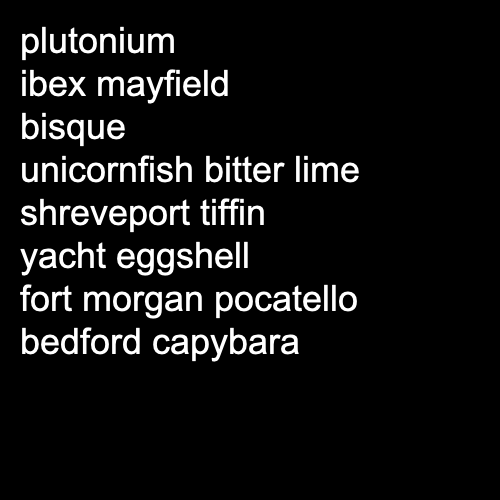 plutonium
ibex mayfield
bisque
unicornfish bitter lime
shreveport tiffin
yacht eggshell
fort morgan pocatello
bedford capybara